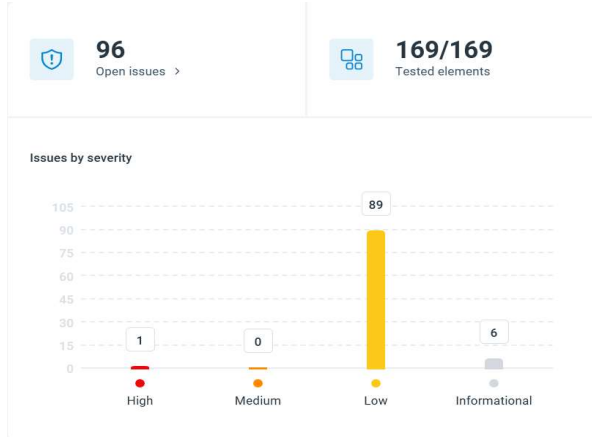 96
Open issues >
169/169
Tested elements
Issues by severity
105
90
75
60
45
30
15
0
1
0
89
6
High
Medium
Low
Informational